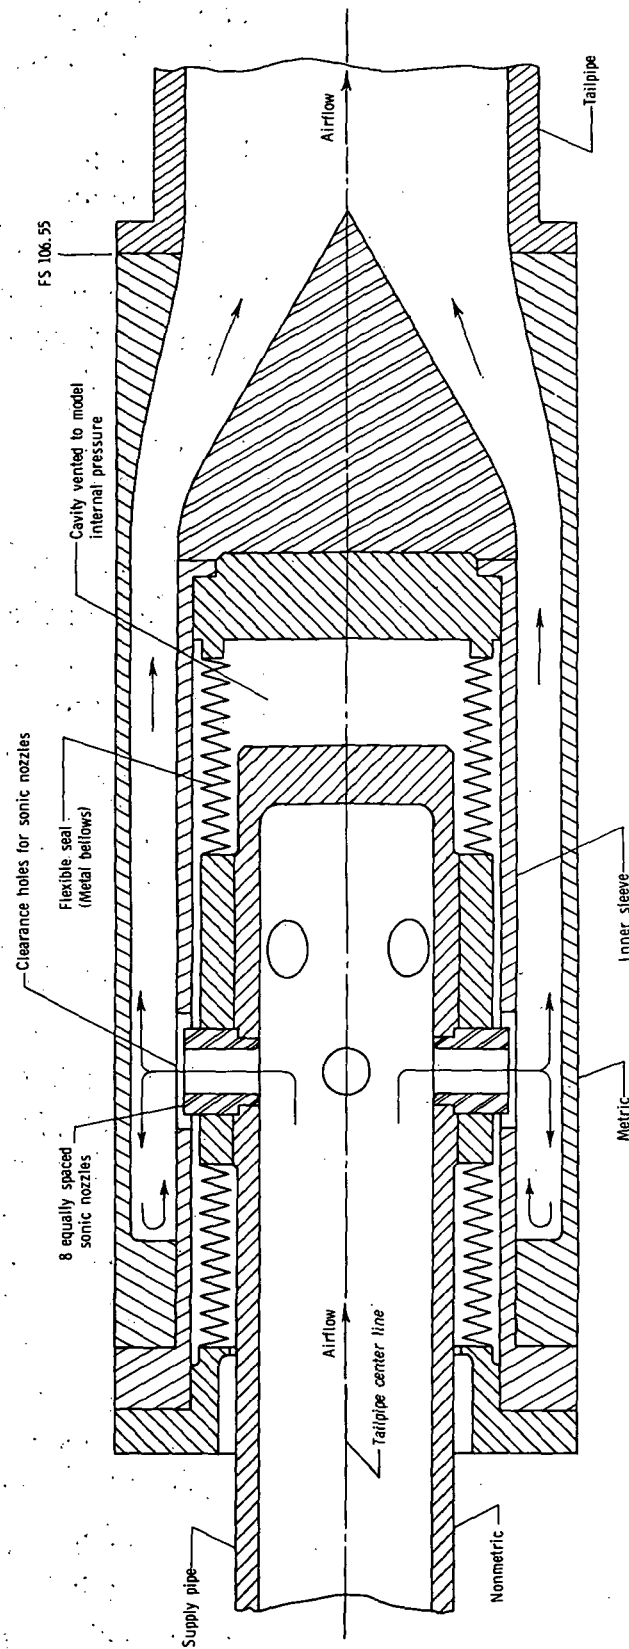 FS 106.55
Cavity vented to model
internal pressure
Clearance holes for sonic nozzles
Flexible seal
(Metal bellows)
8 equally spaced
sonic nozzles
Supply pipe
Airflow
Airflow
Tailpipe center line
Tailpipe
Inner sleeve
Metric
Nonmetric